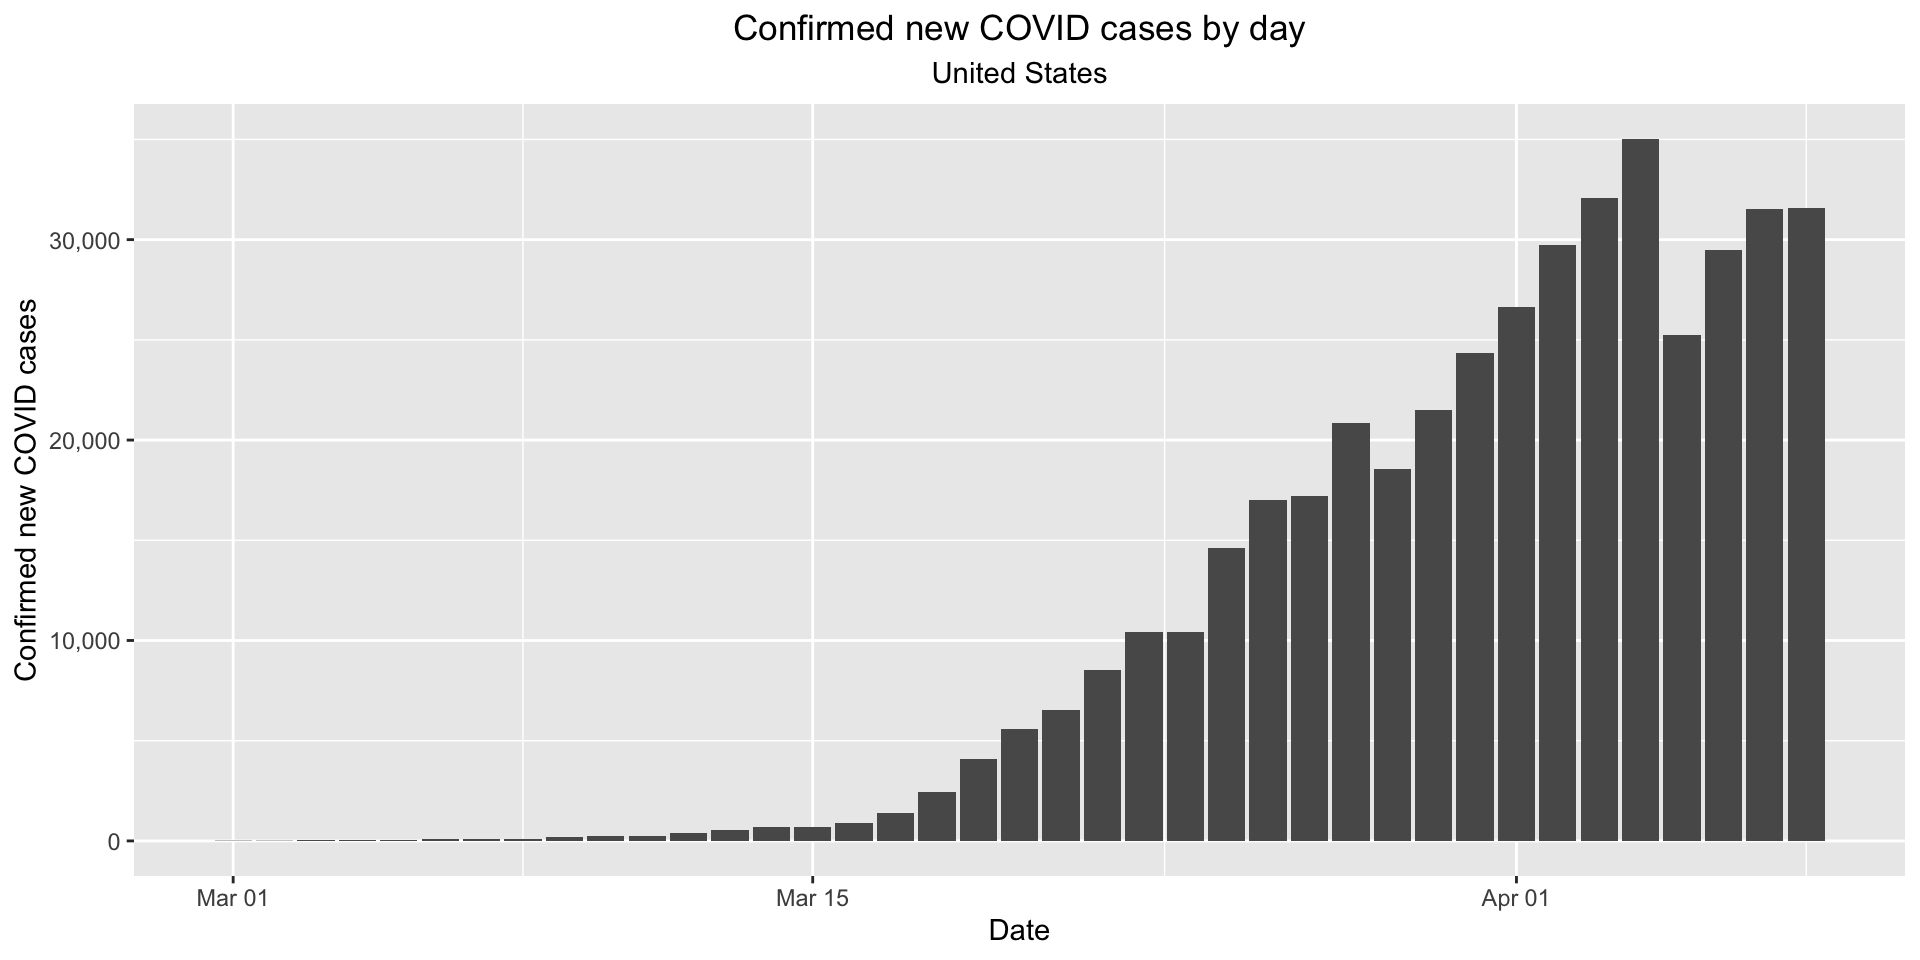 Confirmed new COVID cases by day
United States
Confirmed new COVID cases
30,000
20,000
10,000
0
Mar 01
Mar 15
Apr 01
Date